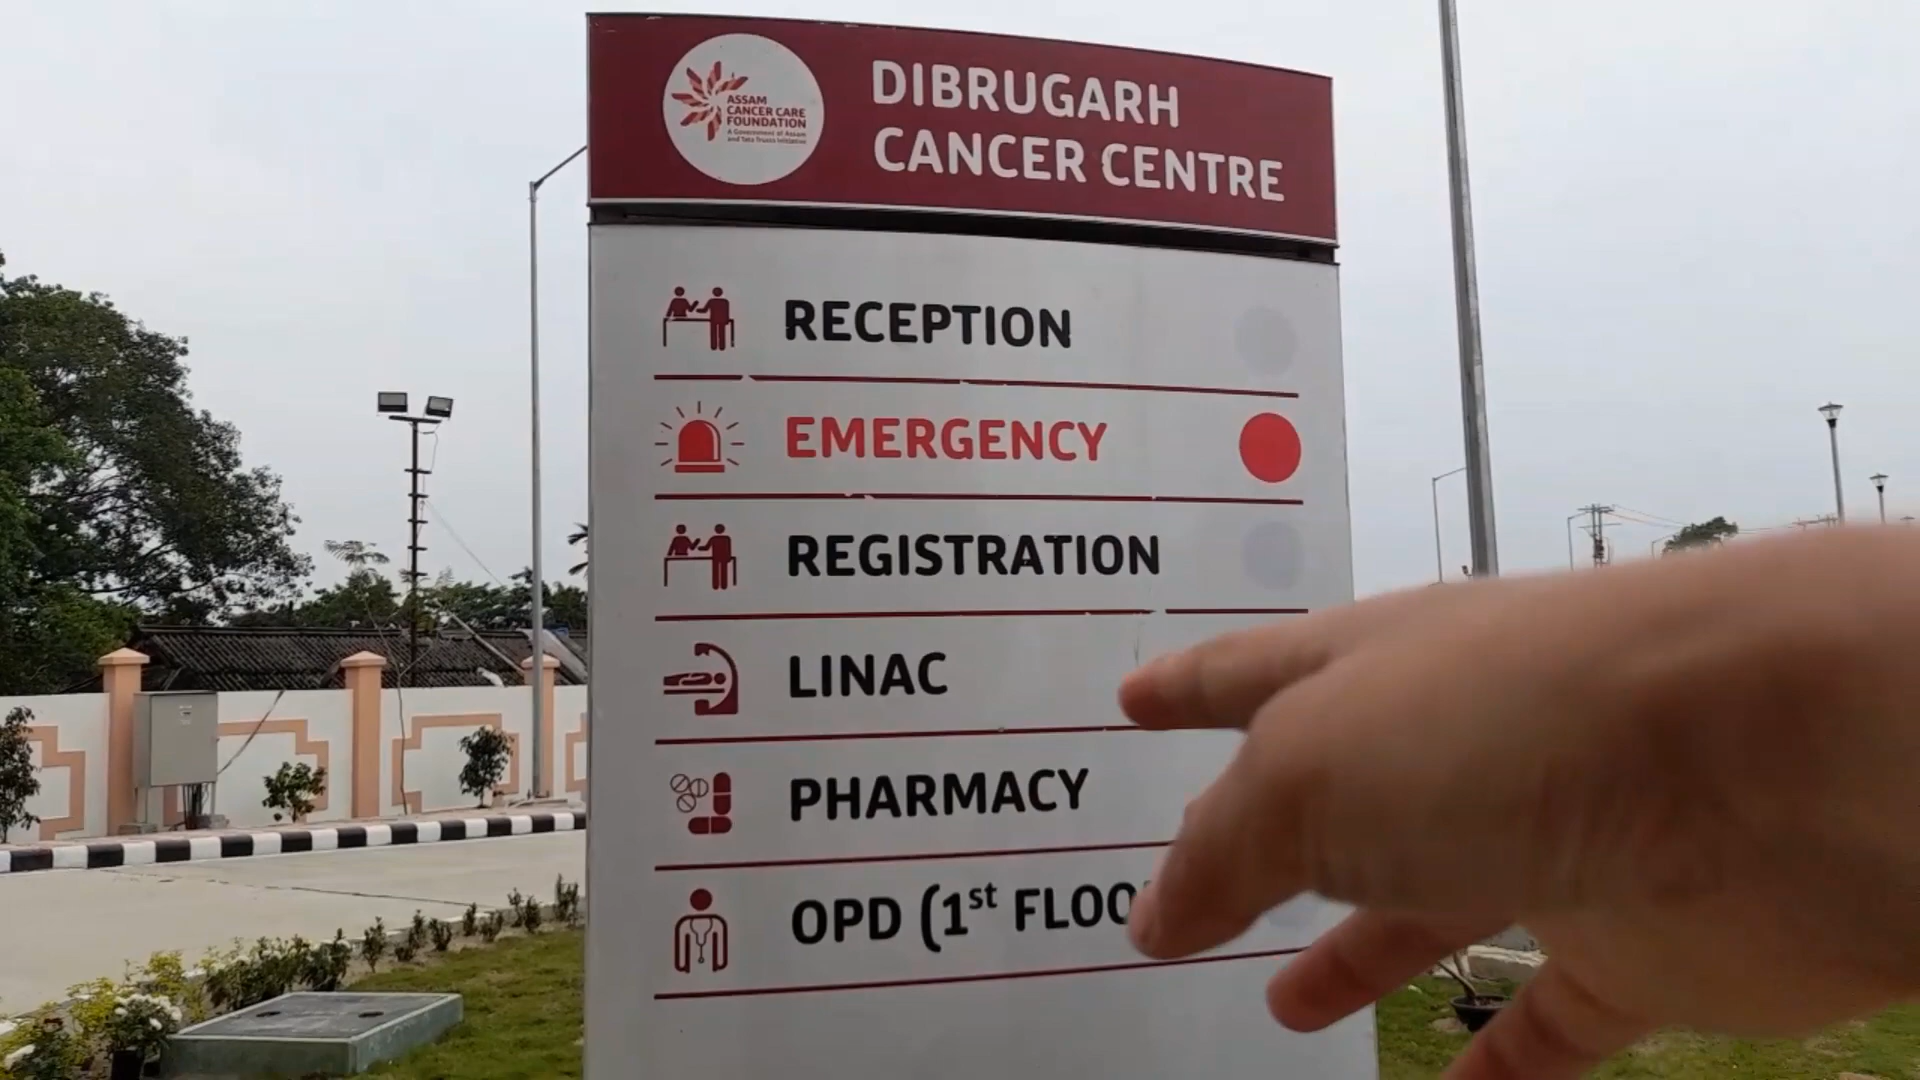 ASSAM
CANCER CARE
FOUNDATION
A Government of Assam
and Tata Trusts Initiative
DIBRUGARH
CANCER CENTRE
RECEPTION
EMERGENCY
REGISTRATION
LINAC
PHARMACY
OPD (1st FLOO